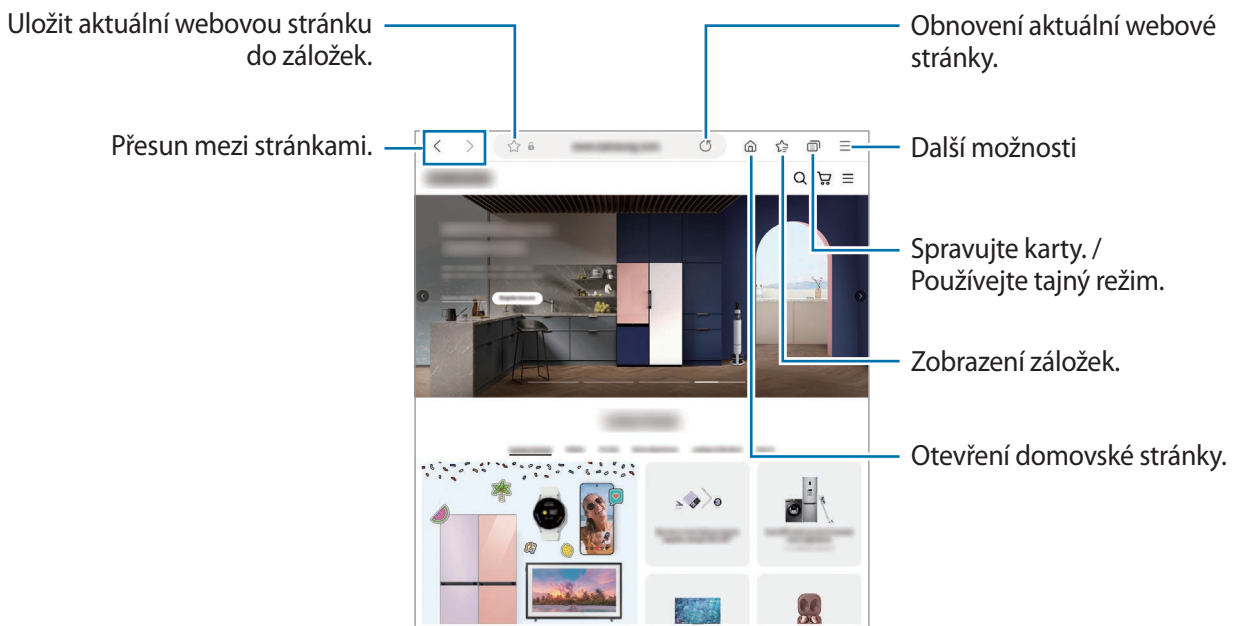 Uložit aktuální webovou stránku
do záložek.
Obnovení aktuální webové
stránky.
Přesun mezi stránkami.
Další možnosti
Spravujte karty. /
Používejte tajný režim.
Zobrazení záložek.
Otevření domovské stránky.